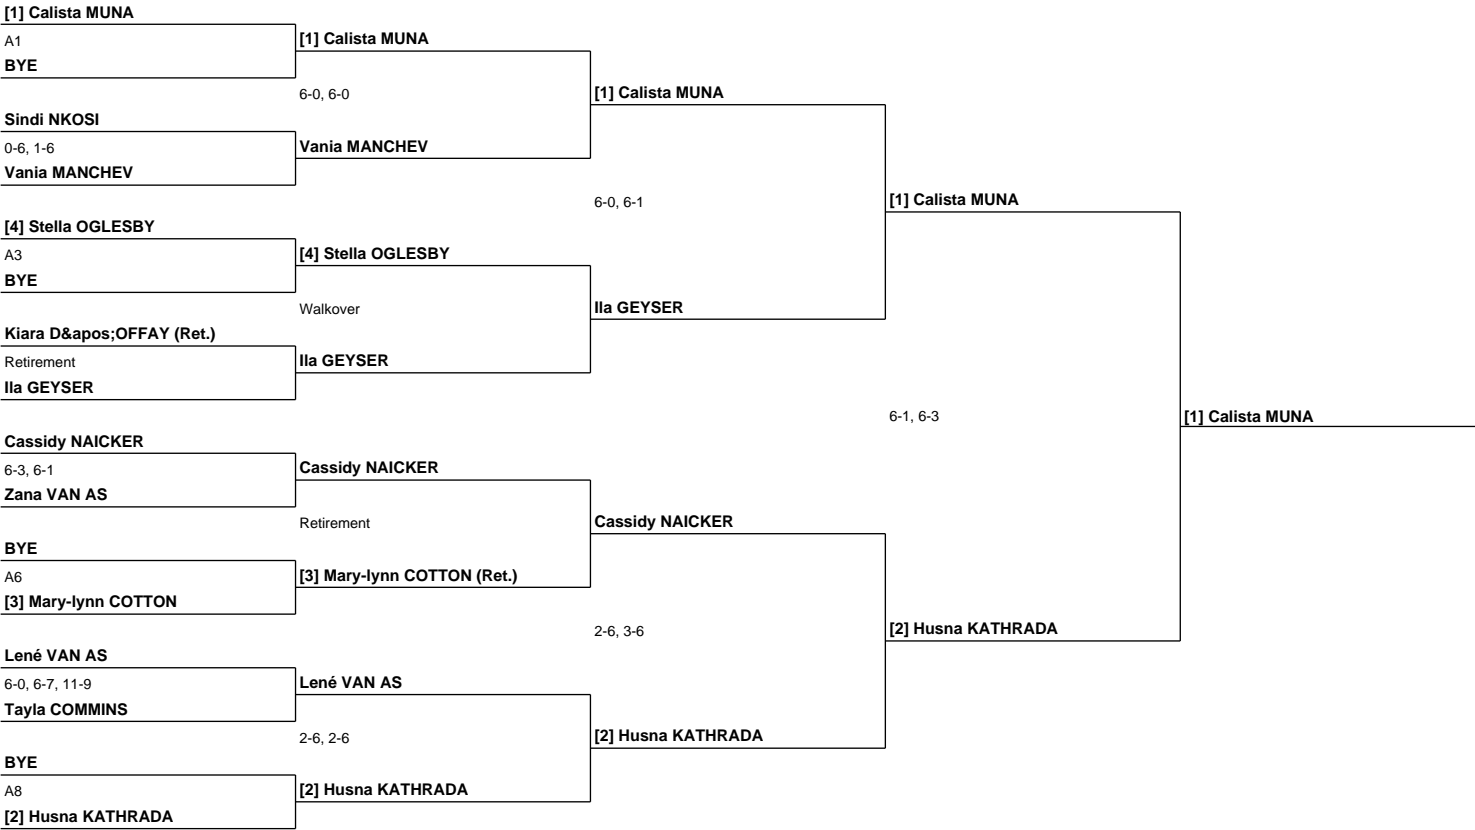 [1] Calista MUNA
A1
BYE
Sindi NKOSI
0-6, 1-6
Vania MANCHEV
[4] Stella OGLESBY
A3
BYE
Kiara D&apos;OFFAY (Ret.)
Retirement
Ila GEYSER
Cassidy NAICKER
6-3, 6-1
Zana VAN AS
BYE
A6
[3] Mary-lynn COTTON
Lené VAN AS
6-0, 6-7, 11-9
Tayla COMMINS
BYE
A8
[2] Husna KATHRADA
[1] Calista MUNA
6-0, 6-0
Vania MANCHEV
[4] Stella OGLESBY
Walkover
Ila GEYSER
Cassidy NAICKER
Retirement
[3] Mary-lynn COTTON (Ret.)
Lené VAN AS
2-6, 2-6
[2] Husna KATHRADA
[1] Calista MUNA
6-0, 6-1
Ila GEYSER
Cassidy NAICKER
2-6, 3-6
[2] Husna KATHRADA
[1] Calista MUNA
6-1, 6-3
[2] Husna KATHRADA
[1] Calista MUNA